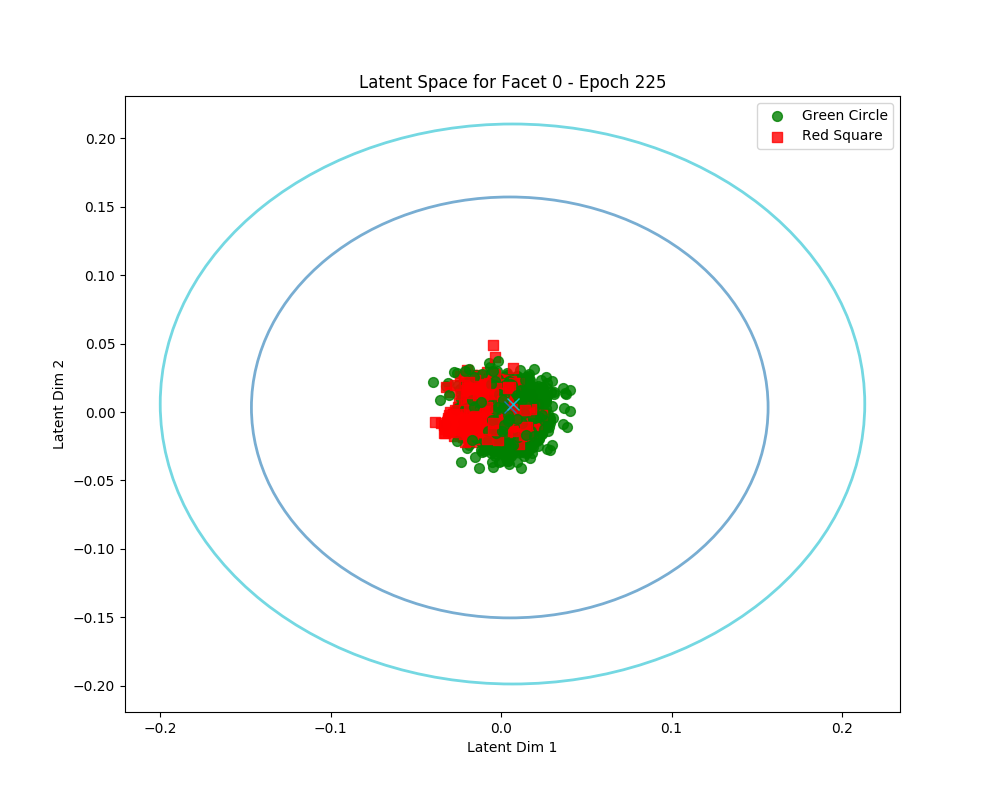 Latent Space for Facet 0 - Epoch 225
Green Circle
Red Square
0.20
0.15
0.10
0.05
0.00
−0.05
−0.10
−0.15
−0.20
Latent Dim 2
−0.2
−0.1
0.0
0.1
0.2
Latent Dim 1